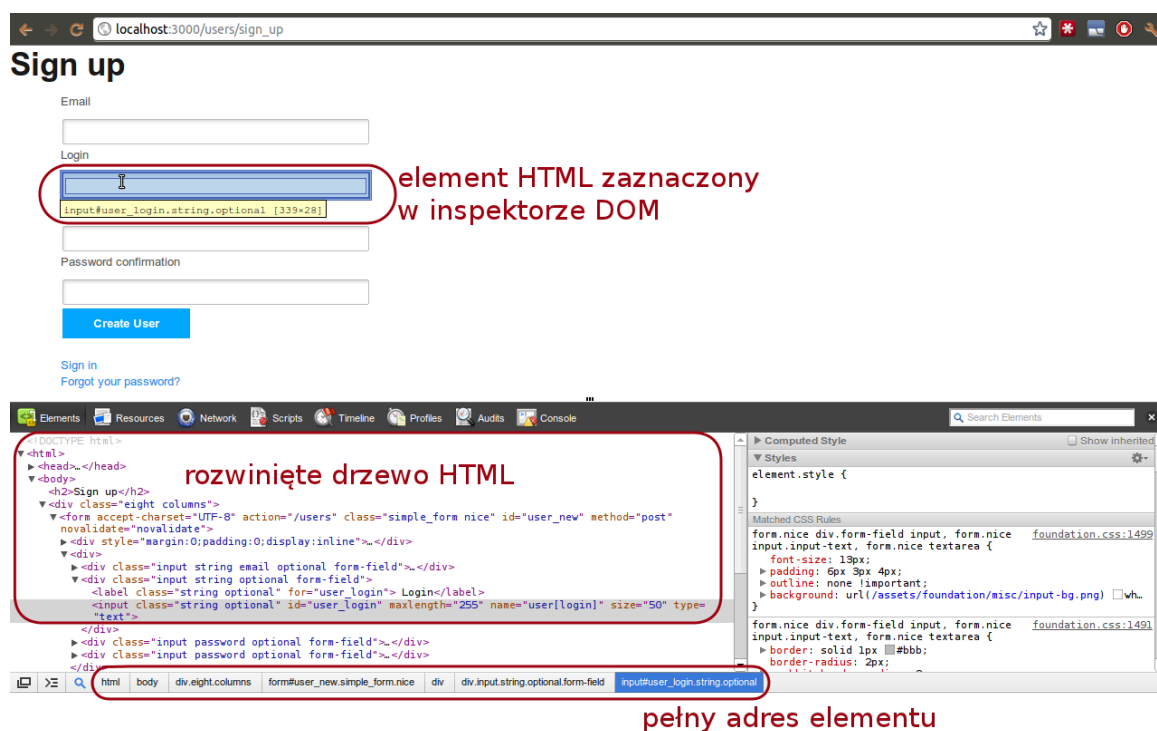 localhost:3000/users/sign_up
Sign up
Email
Login
element HTML zaznaczony
w inspektorze DOM
input#user_login.string.optional [339×28]
Password confirmation
Create User
Sign in
Forgot your password?
Elements Resources Network Scripts Timeline Profiles Audits Console Search Elements
<!DOCTYPE html>
▼<html>
▶<head>…</head>
▼<body>
<h2>Sign up</h2>
▼<div class="eight columns">
▼<form accept-charset="UTF-8" action="/users" class="simple_form nice" id="user_new" method="post"
novalidate="novalidate">
▶<div style="margin:0;padding:0;display:inline">…</div>
▼<div>
▶<div class="input string email optional form-field">…</div>
▼<div class="input string optional form-field">
<label class="string optional" for="user_login"> Login</label>
<input class="string optional" id="user_login" maxlength="255" name="user[login]" size="50" type=
"text">
</div>
▶<div class="input password optional form-field">…</div>
▶<div class="input password optional form-field">…</div>
</div>
rozwinięte drzewo HTML
▶ Computed Style Show inherited
▼ Styles
element.style {
}
Matched CSS Rules
form.nice div.form-field input, form.nice foundation.css:1499
input.input-text, form.nice textarea {
font-size: 13px;
▶ padding: 6px 3px 4px;
▶ outline: none !important;
▶ background: url(/assets/foundation/misc/input-bg.png) wh…
}
form.nice div.form-field input, form.nice foundation.css:1491
input.input-text, form.nice textarea {
▶ border: solid 1px #bbb;
border-radius: 2px;
html body div.eight.columns form#user_new.simple_form.nice div div.input.string.optional.form-field input#user_login.string.optional
pełny adres elementu